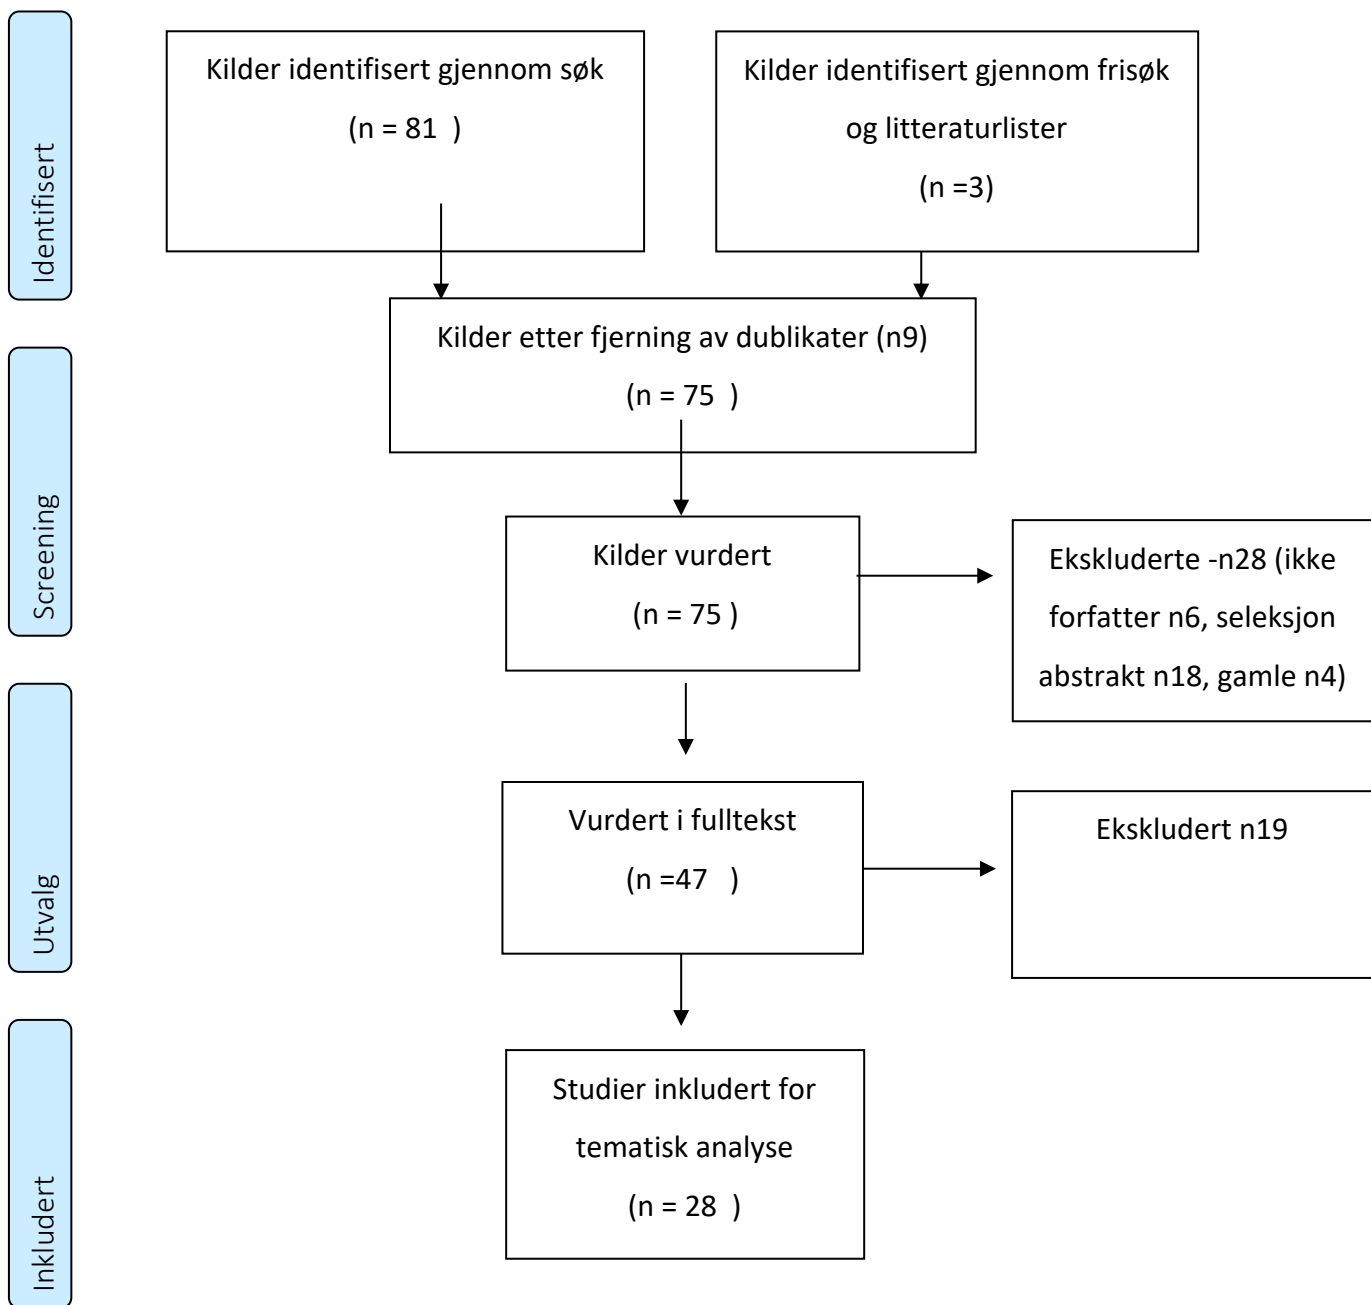 Identifisert
Kilder identifisert gjennom søk
(n = 81  )
Kilder identifisert gjennom frisøk
og litteraturlister
(n =3)
Kilder etter fjerning av dublikater (n9)
(n = 75  )
Screening
Kilder vurdert
(n = 75 )
Ekskluderte -n28 (ikke
forfatter n6, seleksjon
abstrakt n18, gamle n4)
Utvalg
Vurdert i fulltekst
(n =47  )
Ekskludert n19
Inkludert
Studier inkludert for
tematisk analyse
(n = 28  )